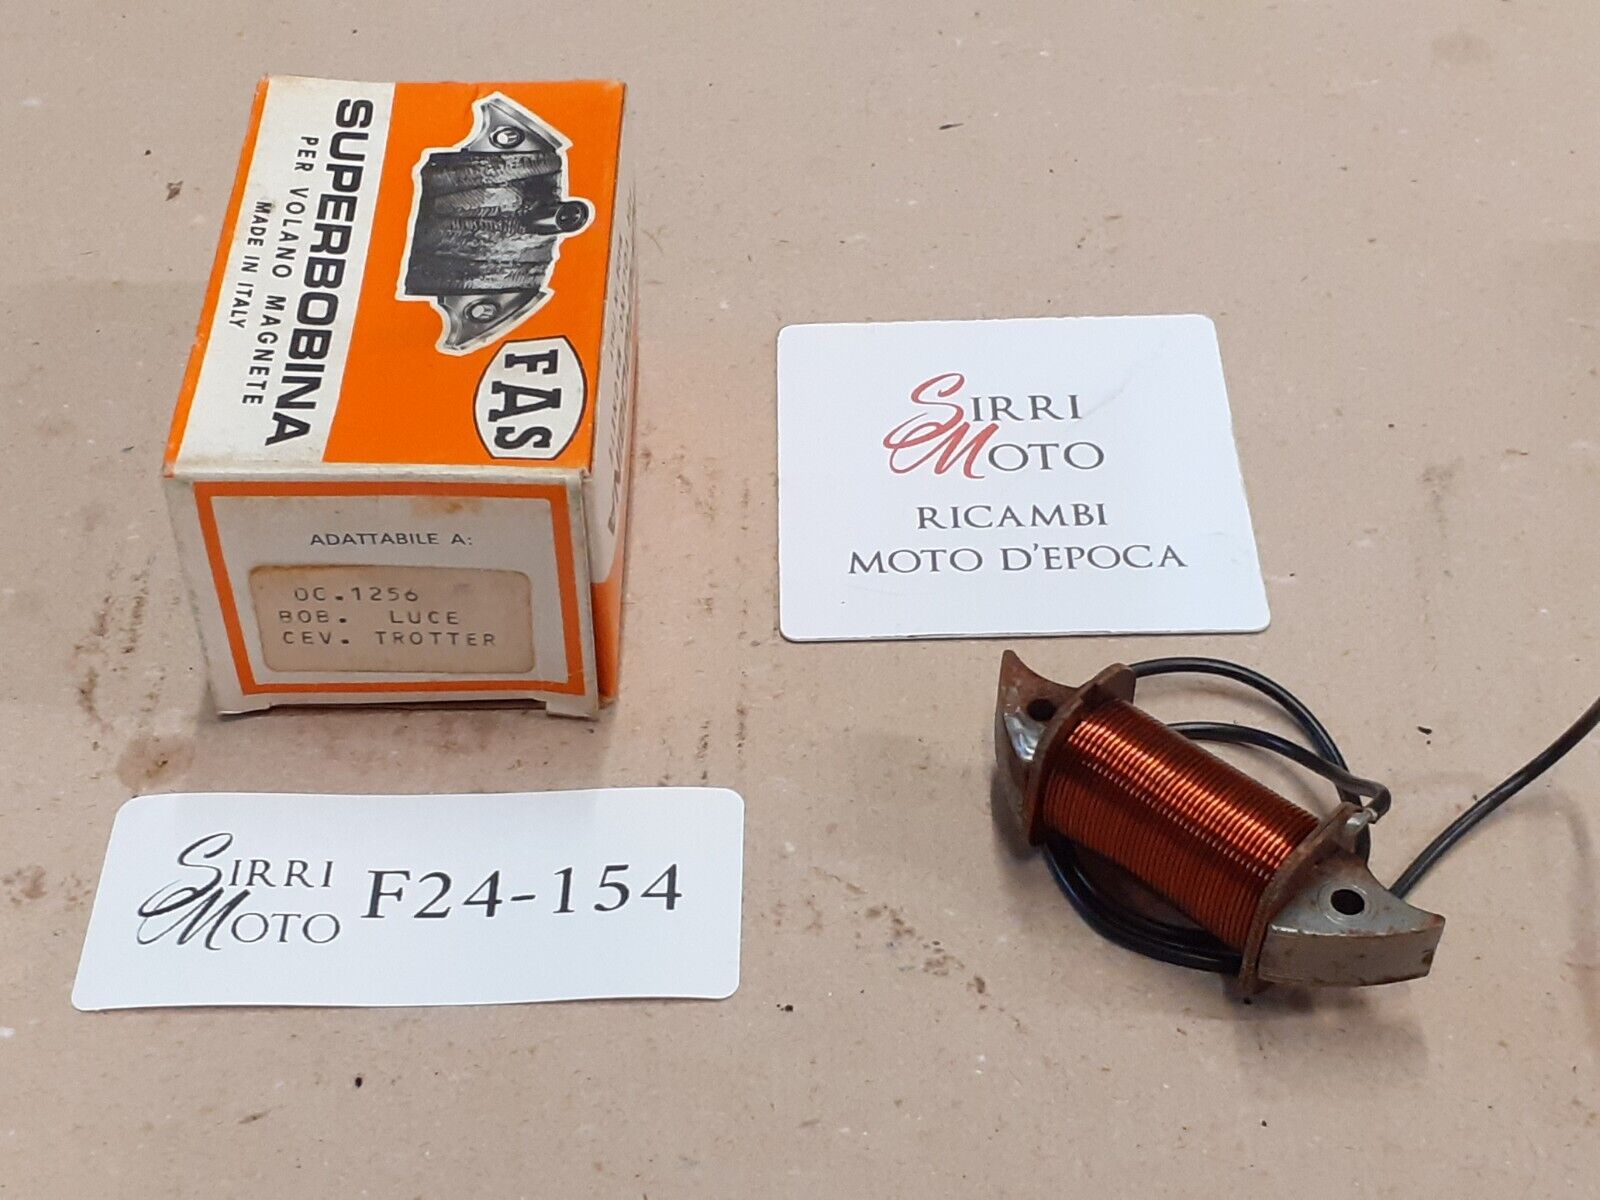 SUPERBOBINA
PER VOLANO MAGNETE
MADE IN ITALY
FAS
ADATTABILE A:
OC.1256
BOB. LUCE
CEV. TROTTER
SIRRI
MOTO
RICAMBI
MOTO D'EPOCA
SIRRI
MOTO
F24-154